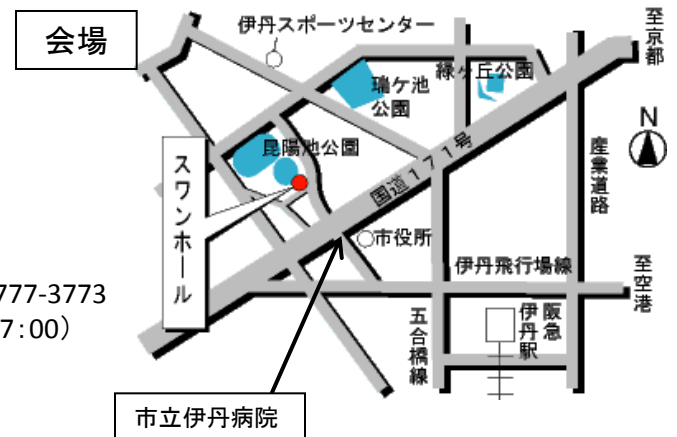 会場
伊丹スポーツセンター
至京都
緑ヶ丘公園
瑞ケ池
公園
N
昆陽池公園
国道171号
産業道路
スワンホール
市役所
伊丹飛行場線
至空港
777-3773
7:00)
五合橋線
阪急
伊丹駅
市立伊丹病院